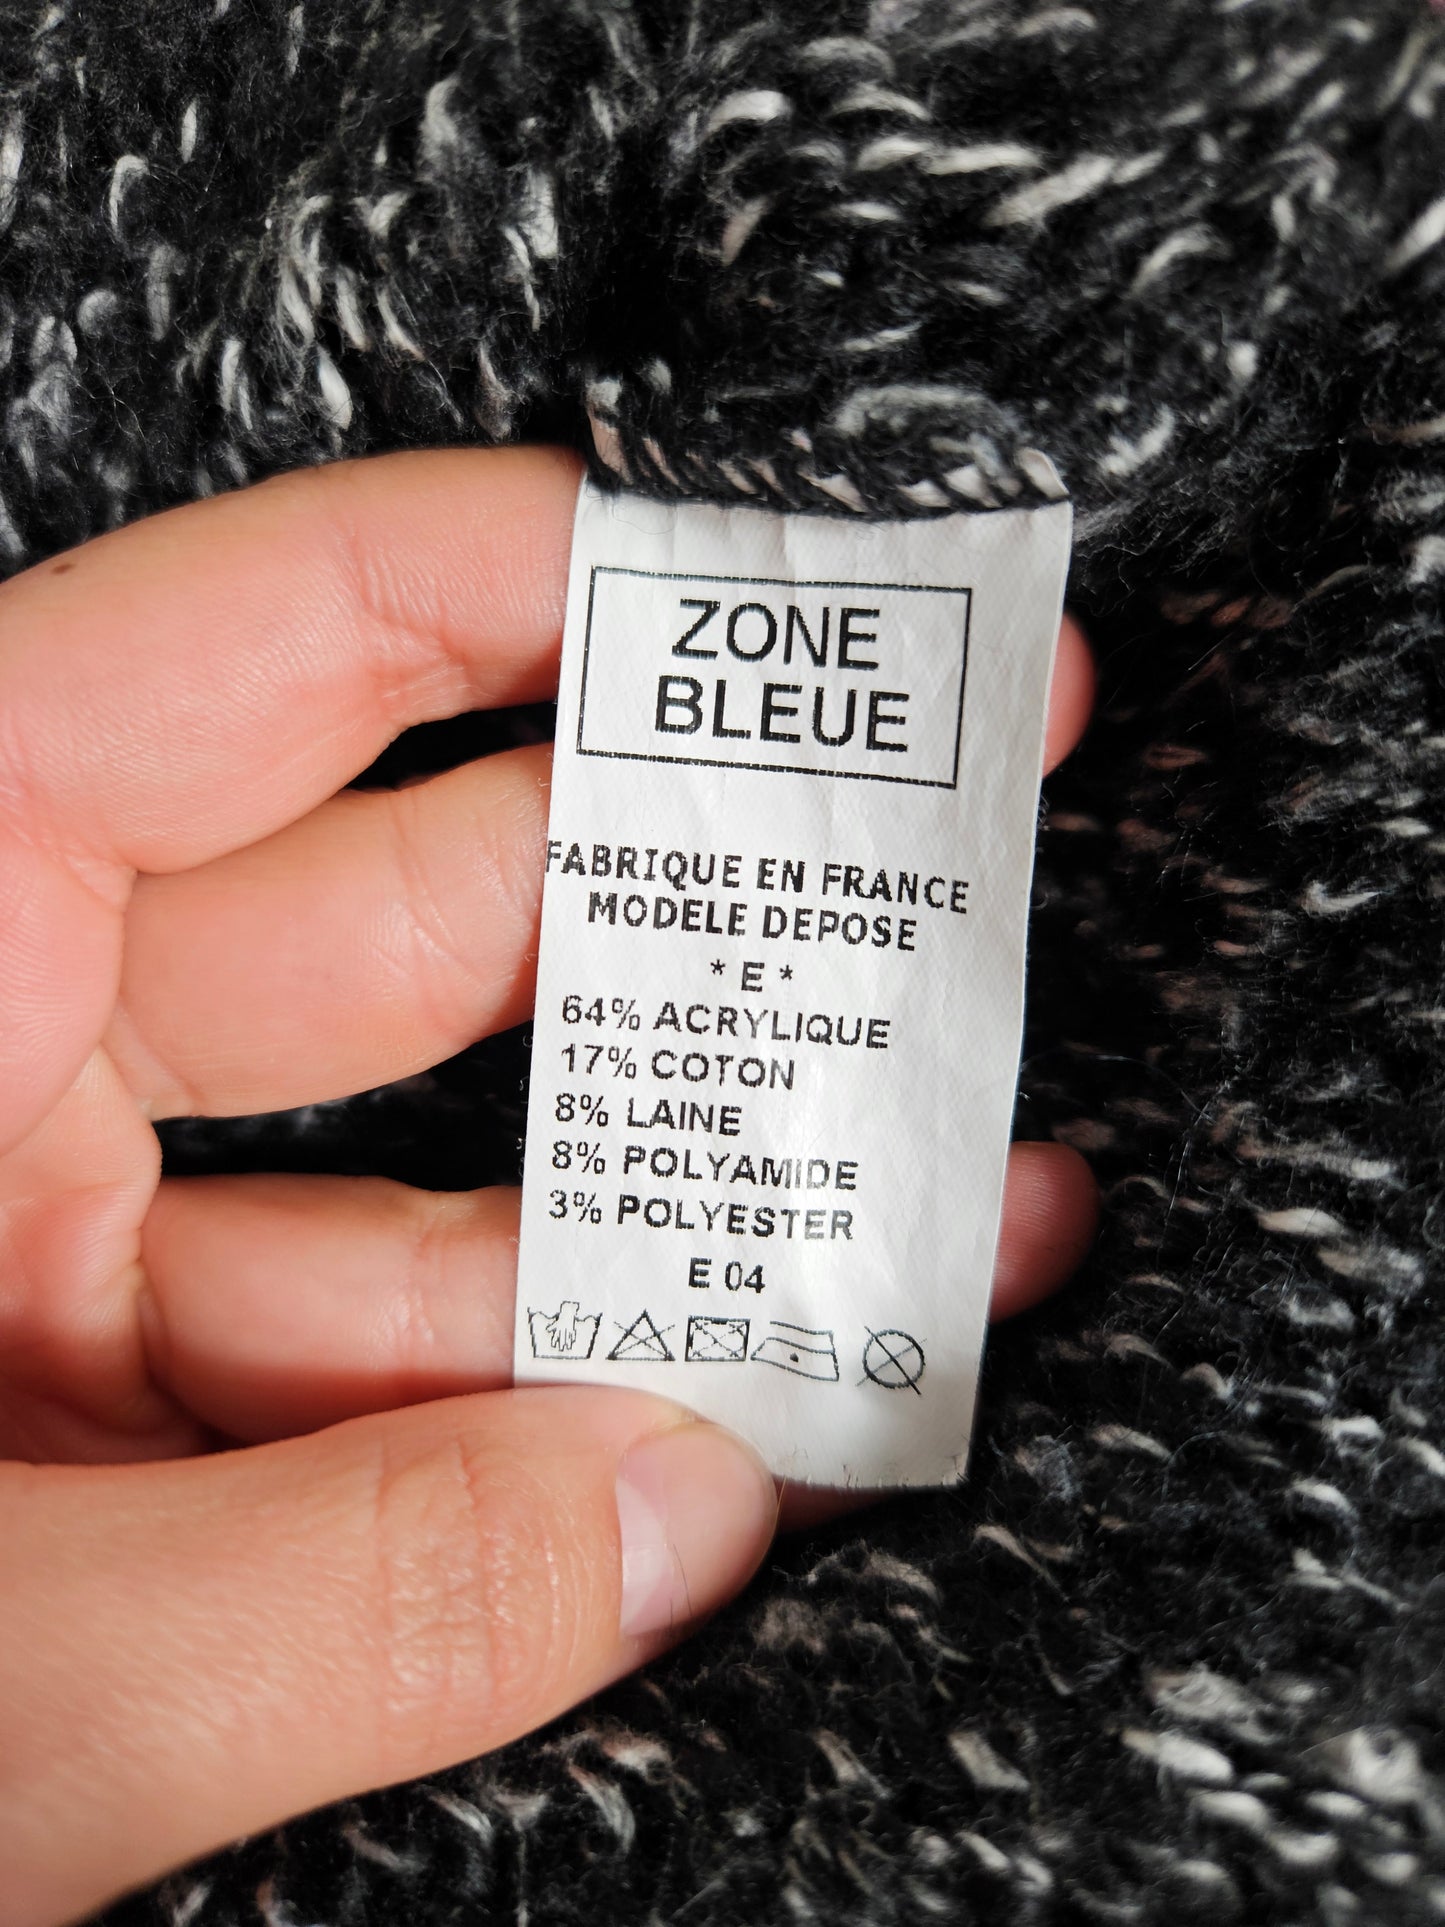 ZONE
BLEUE
FABRIQUE EN FRANCE
MODELE DEPOSE
* E *
64% ACRYLIQUE
17% COTON
8% LAINE
8% POLYAMIDE
3% POLYESTER
E 04